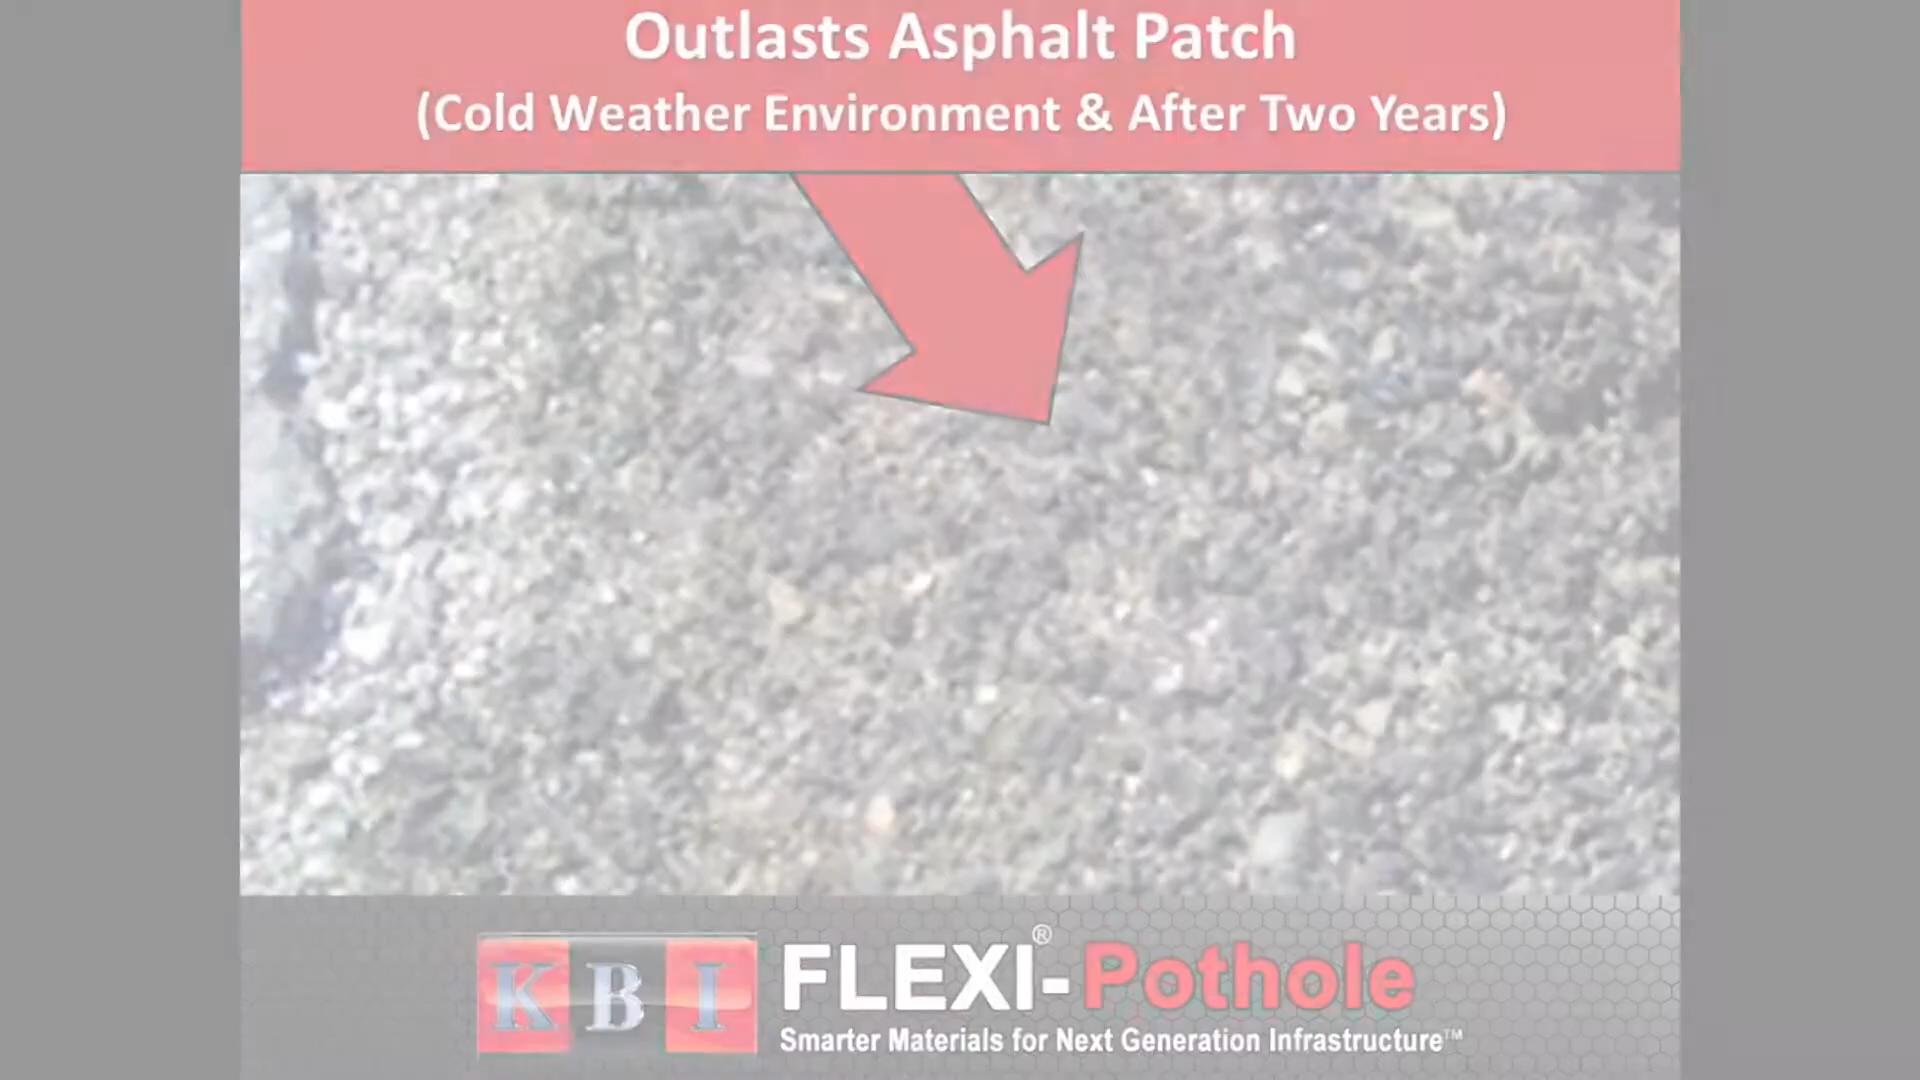 Outlasts Asphalt Patch
(Cold Weather Environment & After Two Years)
KBI FLEXI®-Pothole
Smarter Materials for Next Generation Infrastructure™